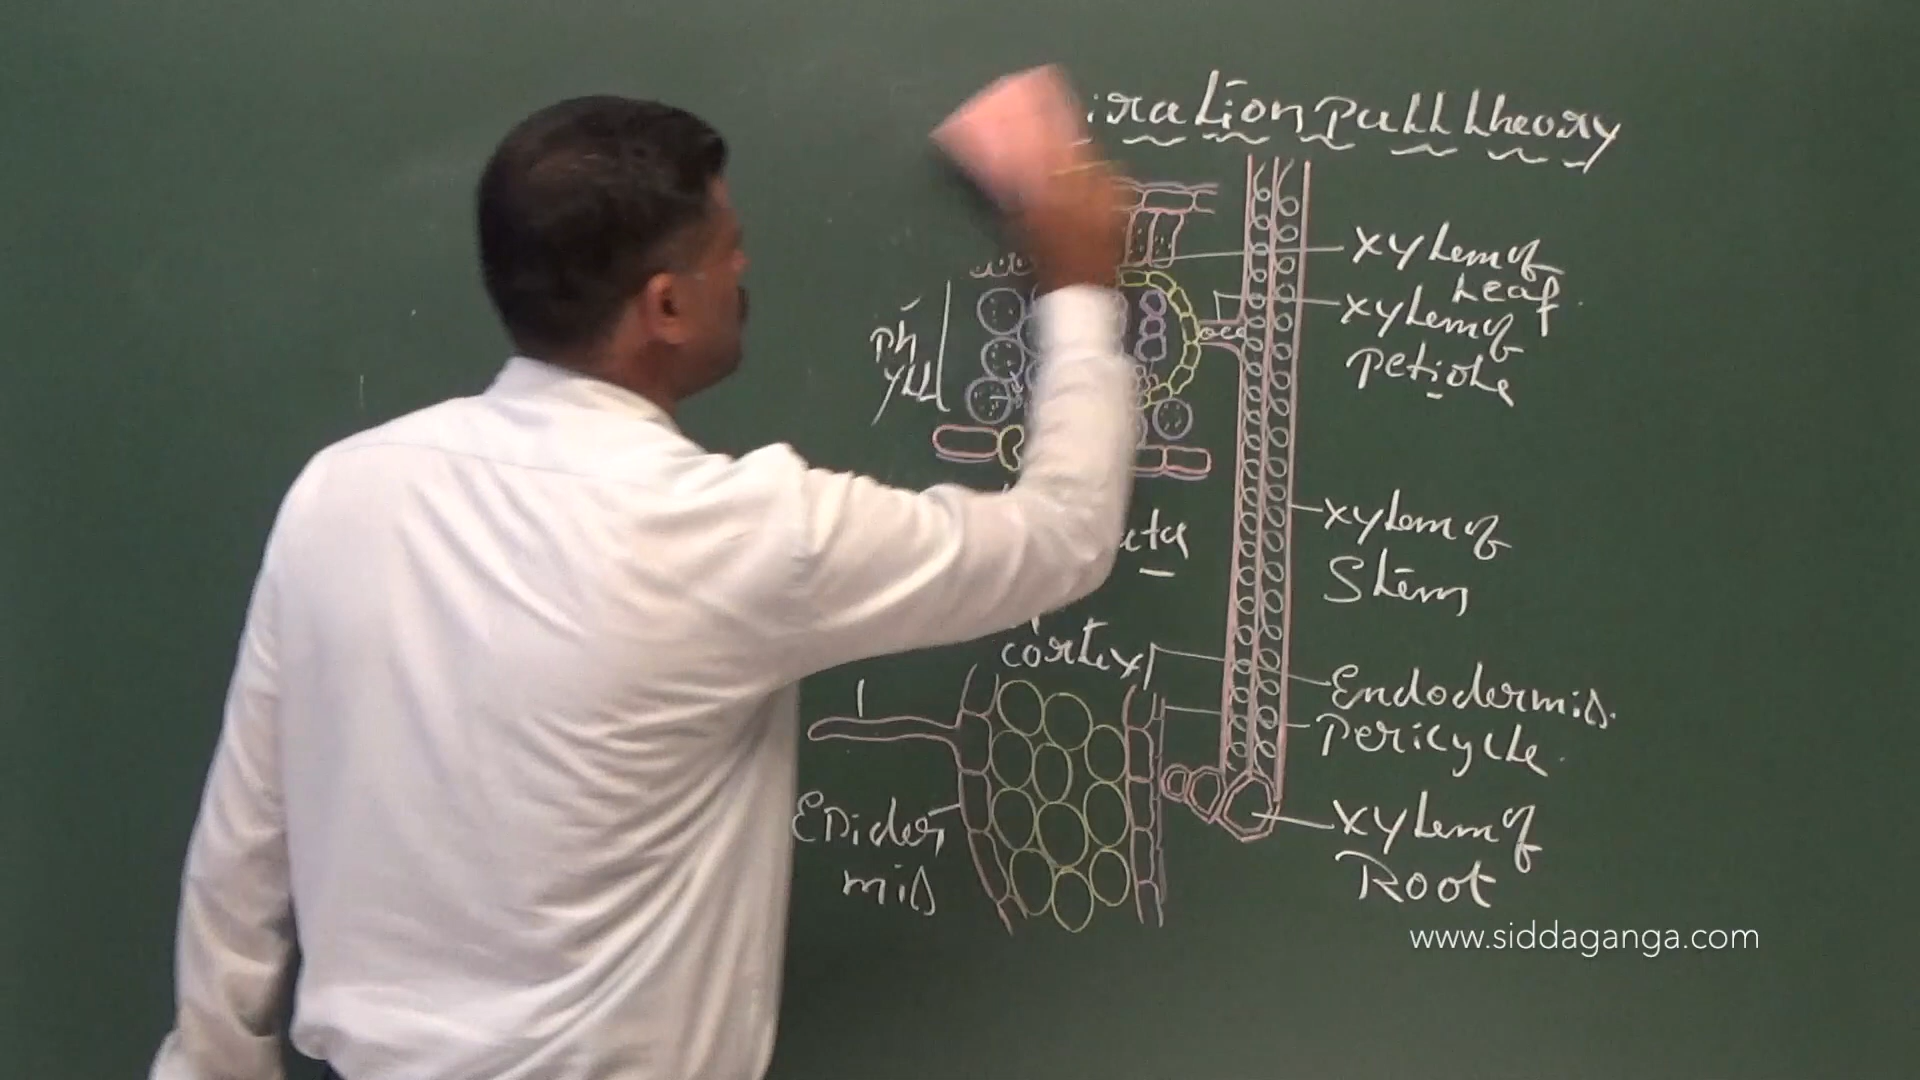 iration pull theory
xylem of
Leaf.
xylem of
petiole
ph
yll
xylem of
Stem
cortex
Endodermis.
pericycle.
Epider
mis
xylem of
Root
www.siddaganga.com